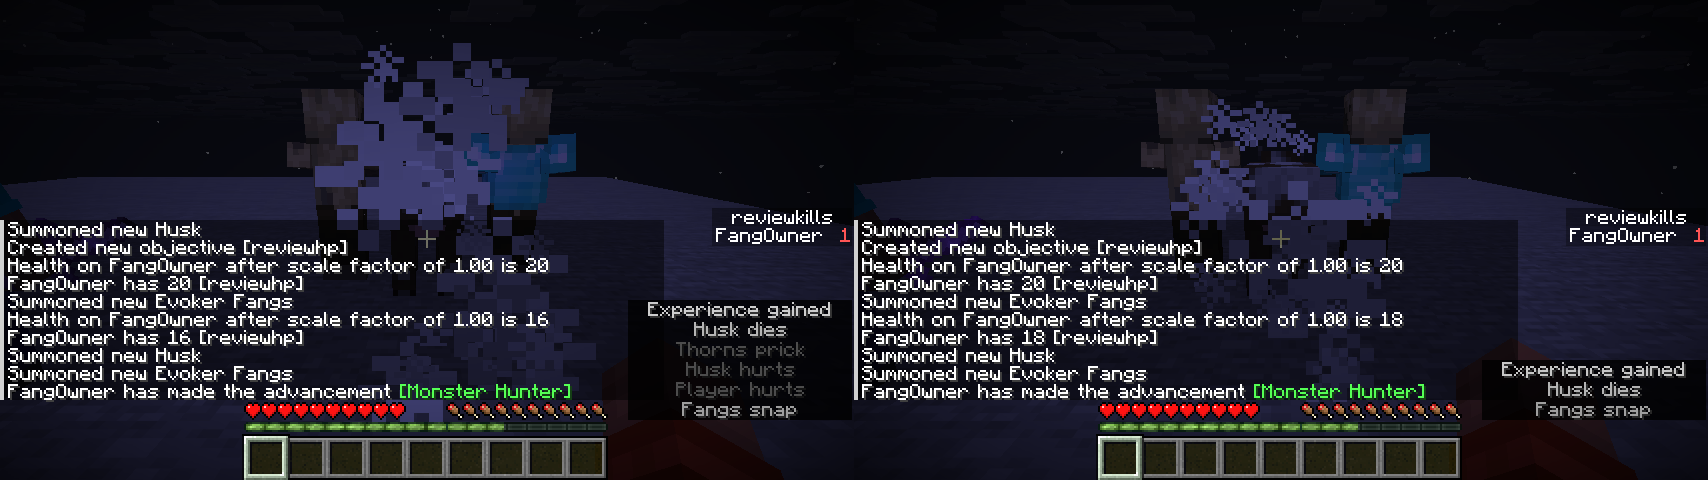 Summoned new Husk
Created new objective [reviewhp]
Health on FangOwner after scale factor of 1.00 is 20
FangOwner has 20 [reviewhp]
Summoned new Evoker Fangs
Health on FangOwner after scale factor of 1.00 is 16
FangOwner has 16 [reviewhp]
Summoned new Husk
Summoned new Evoker Fangs
FangOwner has made the advancement [Monster Hunter]
reviewkills
FangOwner 1
Experience gained
Husk dies
Thorns prick
Husk hurts
Player hurts
Fangs snap
Summoned new Husk
Created new objective [reviewhp]
Health on FangOwner after scale factor of 1.00 is 20
FangOwner has 20 [reviewhp]
Summoned new Evoker Fangs
Health on FangOwner after scale factor of 1.00 is 18
FangOwner has 18 [reviewhp]
Summoned new Husk
Summoned new Evoker Fangs
FangOwner has made the advancement [Monster Hunter]
reviewkills
FangOwner 1
Experience gained
Husk dies
Fangs snap